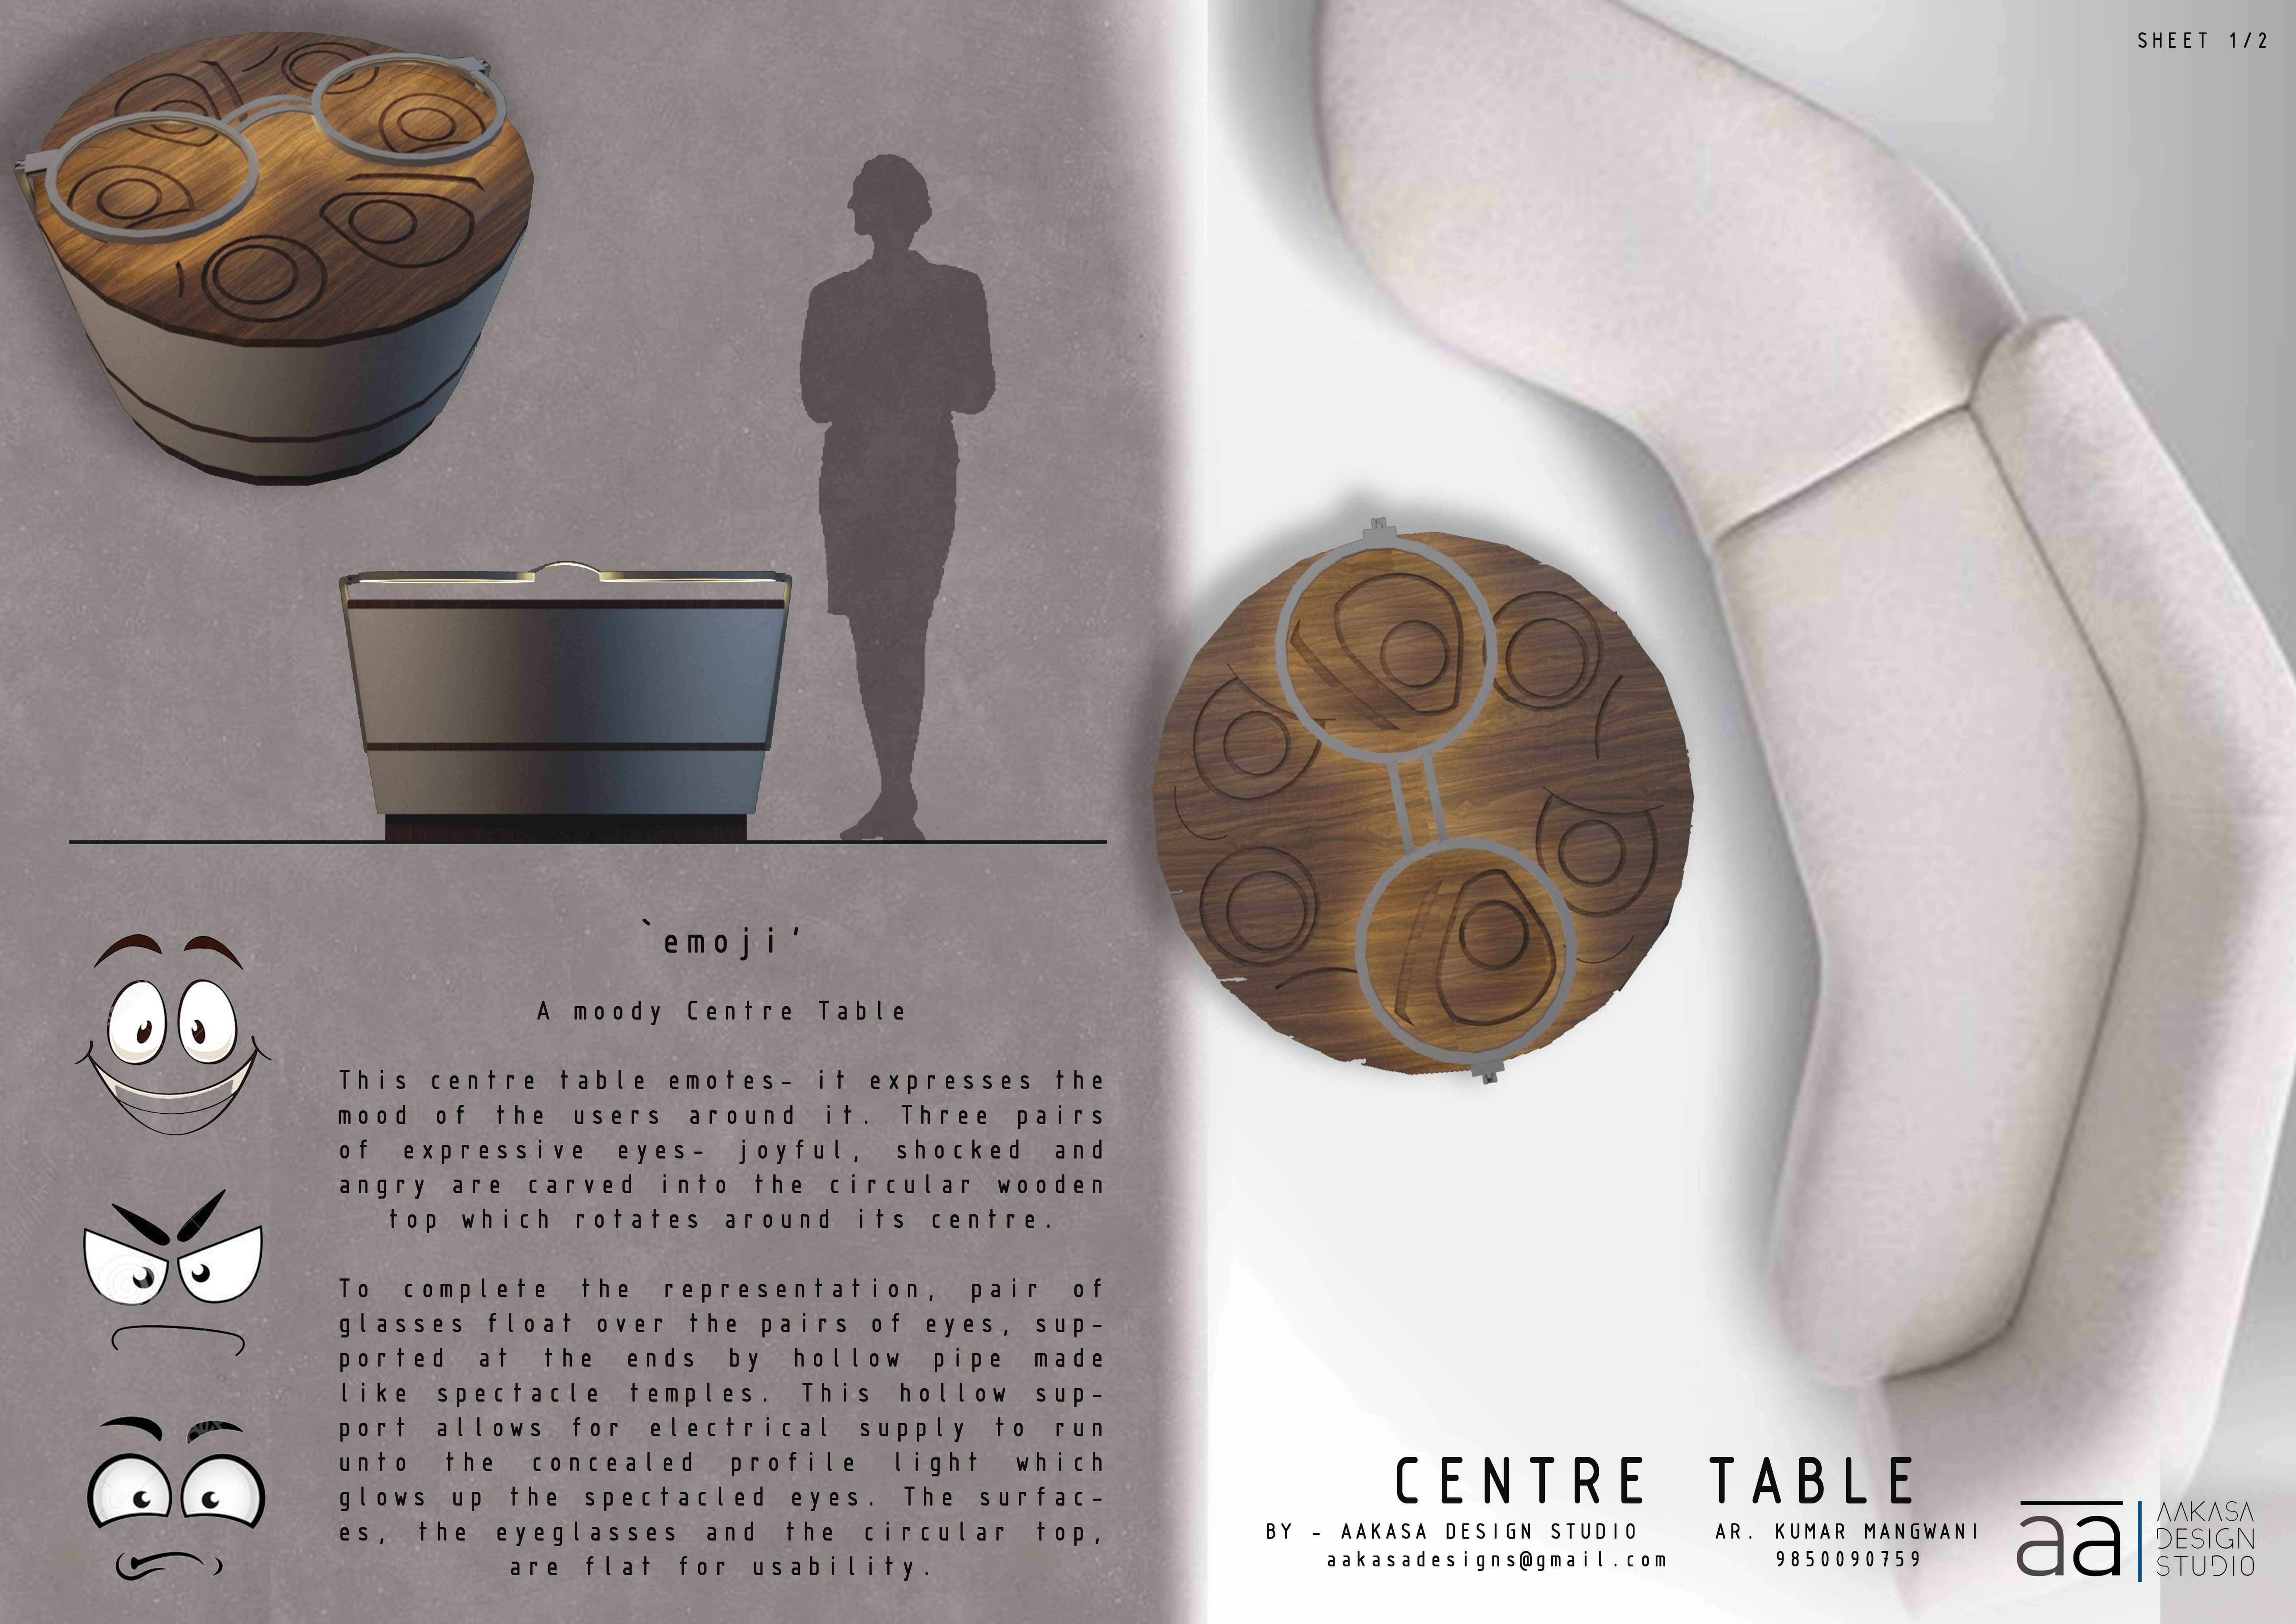 SHEET 1/2
`emoji'
A moody Centre Table
This centre table emotes- it expresses the
mood of the users around it. Three pairs
of expressive eyes- joyful, shocked and
angry are carved into the circular wooden
top which rotates around its centre.
To complete the representation, pair of
glasses float over the pairs of eyes, sup-
ported at the ends by hollow pipe made
like spectacle temples. This hollow sup-
port allows for electrical supply to run
unto the concealed profile light which
glows up the spectacled eyes. The surfac-
es, the eyeglasses and the circular top,
are flat for usability.
CENTRE TABLE
BY - AAKASA DESIGN STUDIO AR. KUMAR MANGWANI
aakasadesigns@gmail.com 9850090759
aa
AAKASA
DESIGN
STUDIO